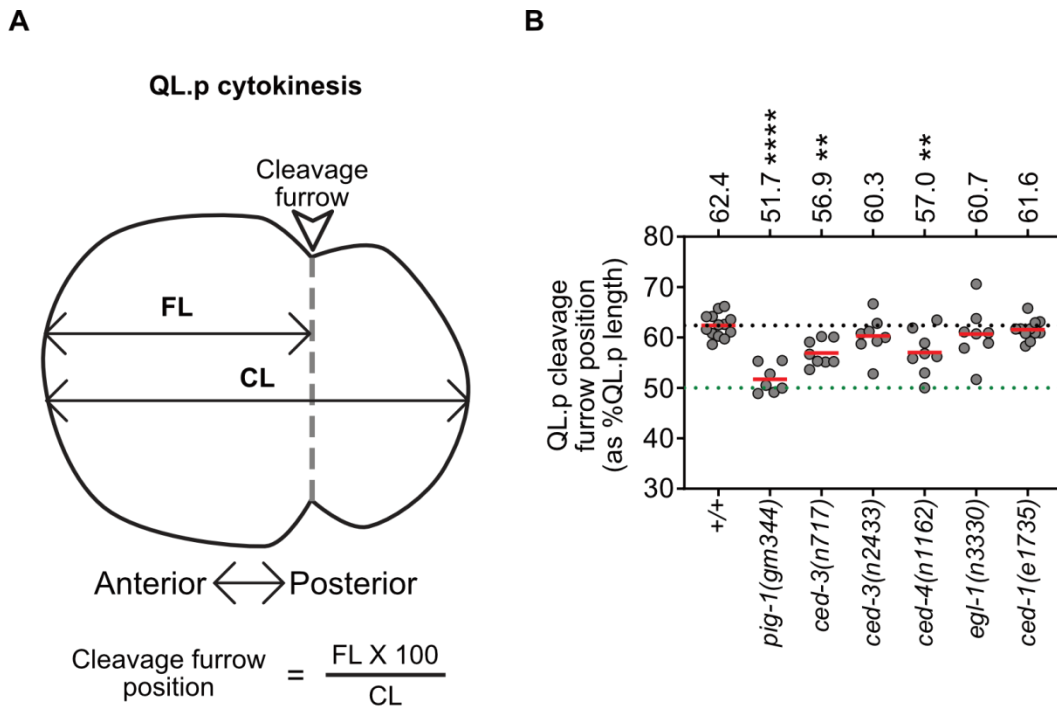 A
QL.p cytokinesis
Cleavage
furrow
FL
CL
Anterior Posterior
Cleavage furrow
position
=
FL X 100
CL
B
62.4
51.7 ****
56.9 **
60.3
57.0 **
60.7
61.6
QL.p cleavage
furrow position
(as %QL.p length)
80
70
60
50
40
30
+/+
pig-1(gm344)
ced-3(n717)
ced-3(n2433)
ced-4(n1162)
egl-1(n3330)
ced-1(e1735)